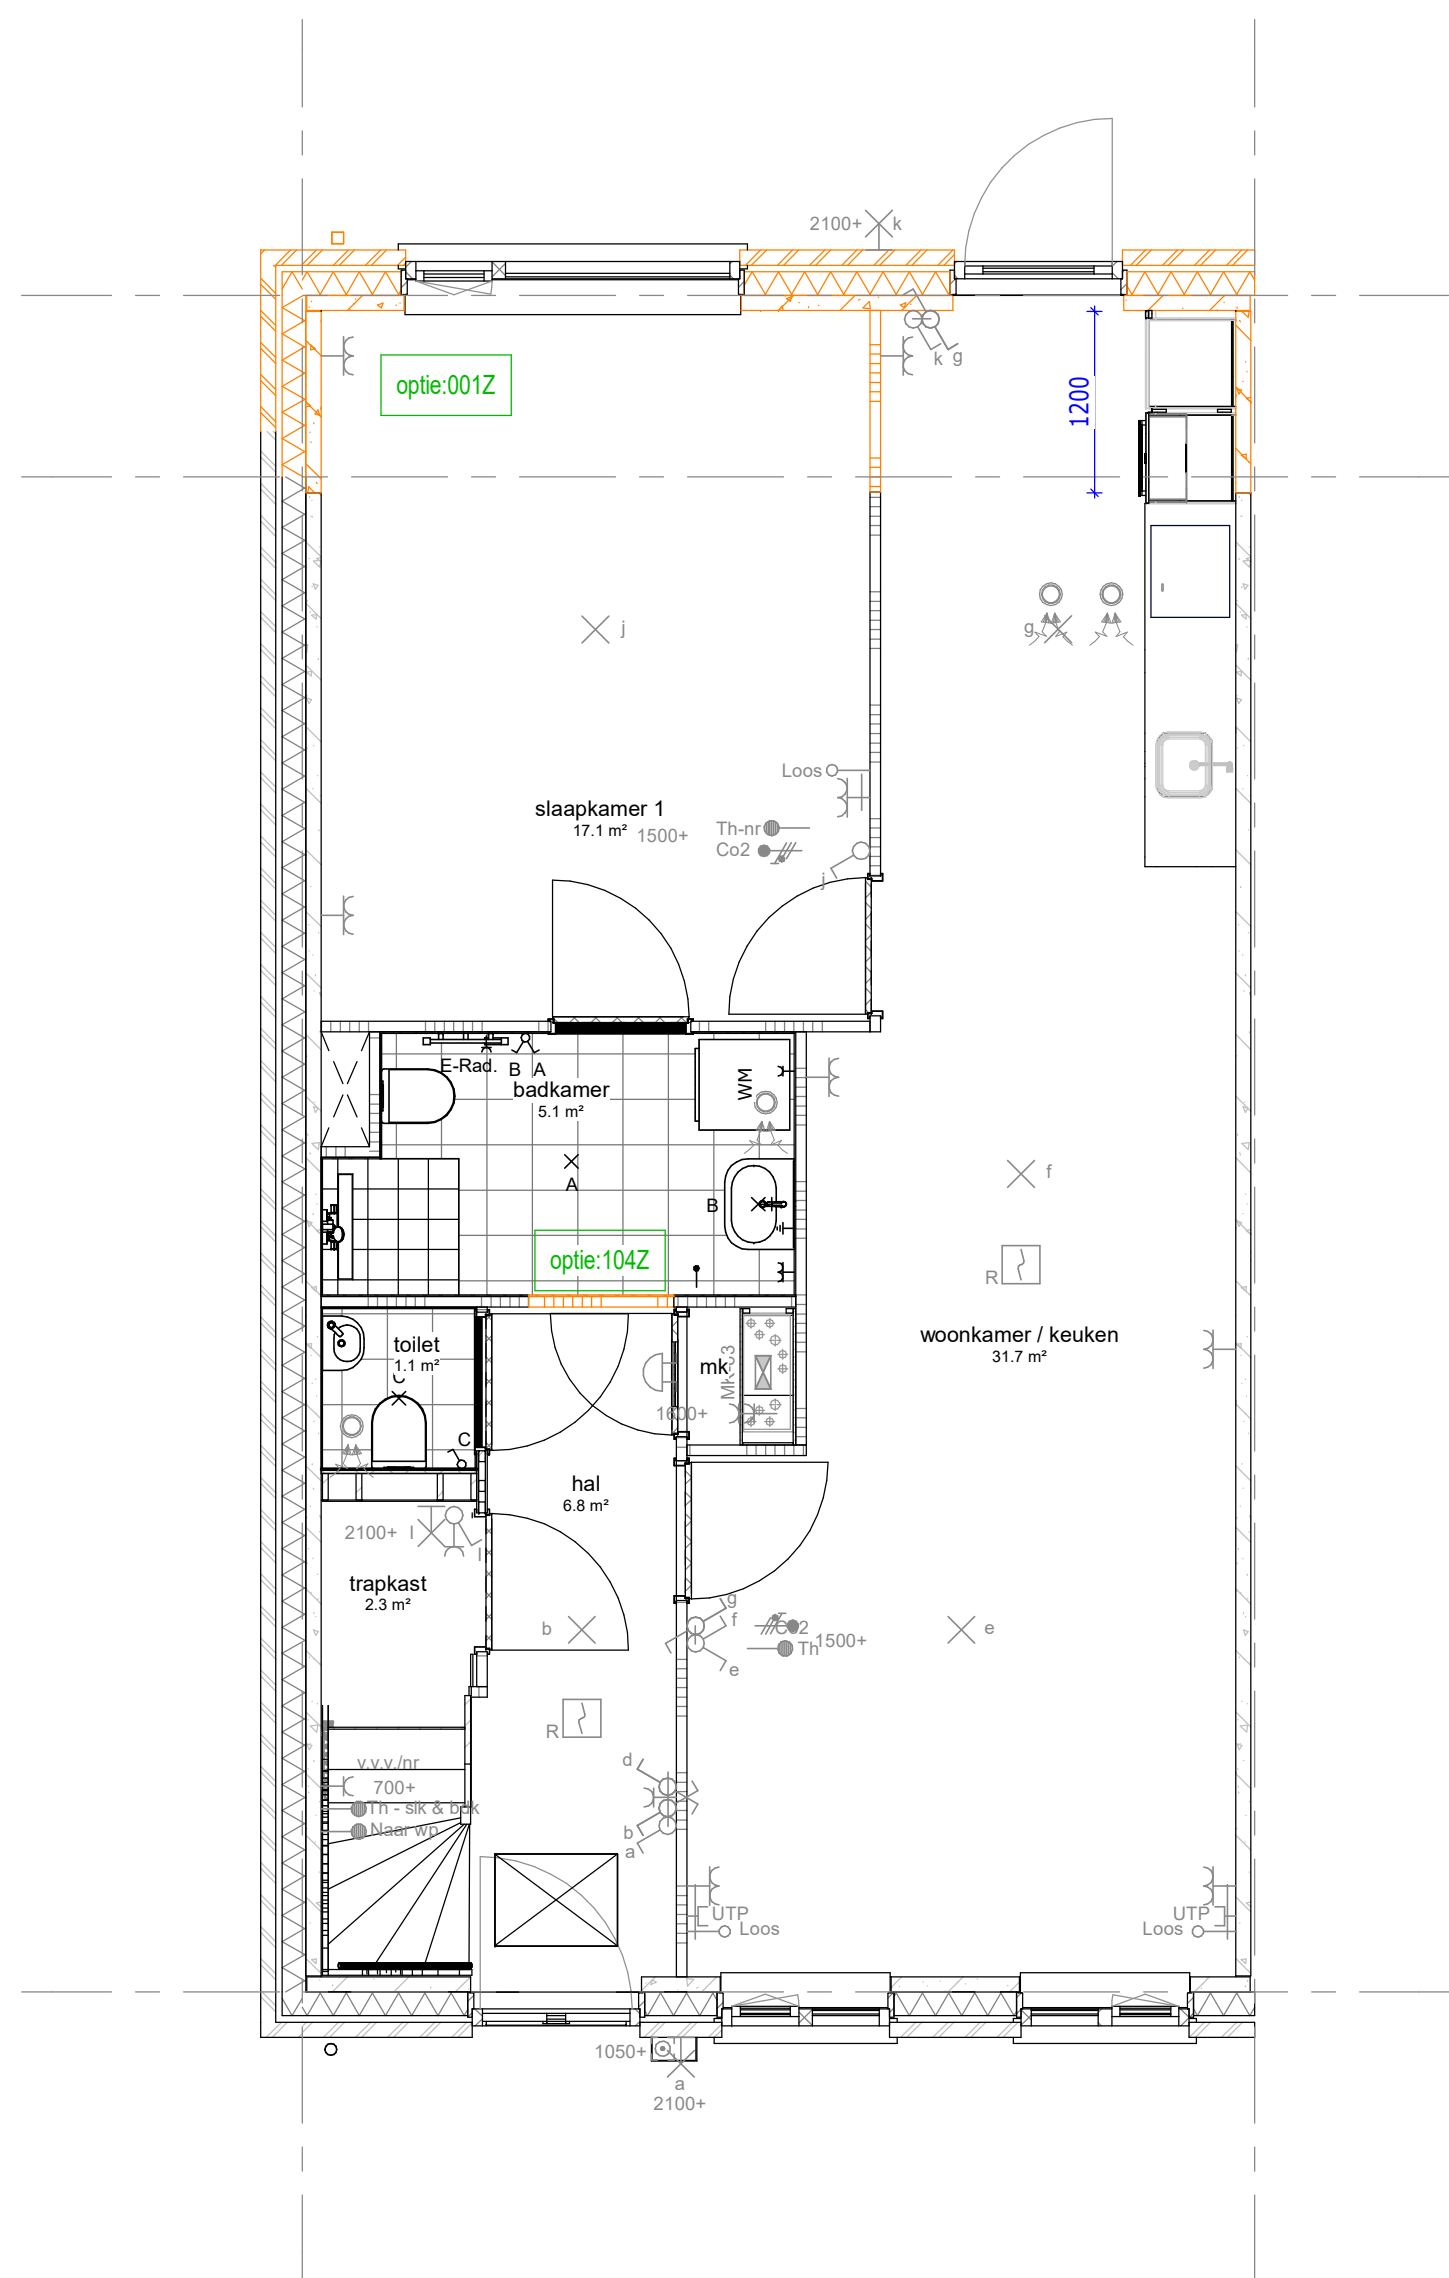 2100+ k
k g
optie:001Z
1200
j
g
Loos
slaapkamer 1
17.1 m²
1500+
Th-nr
Co2
j
E-Rad.
B A
badkamer
5.1 m²
WM
A
B
f
optie:104Z
R
woonkamer / keuken
31.7 m²
toilet
1.1 m²
C
mk
1600+
C
hal
6.8 m²
2100+ l
l
trapkast
2.3 m²
b
g
f
e
Co2
1500+
Th
e
R
d
v.v.v./nr
700+
Th - slk & bdk
Naar wp
b
a
UTP
Loos
UTP
Loos
1050+
a
2100+